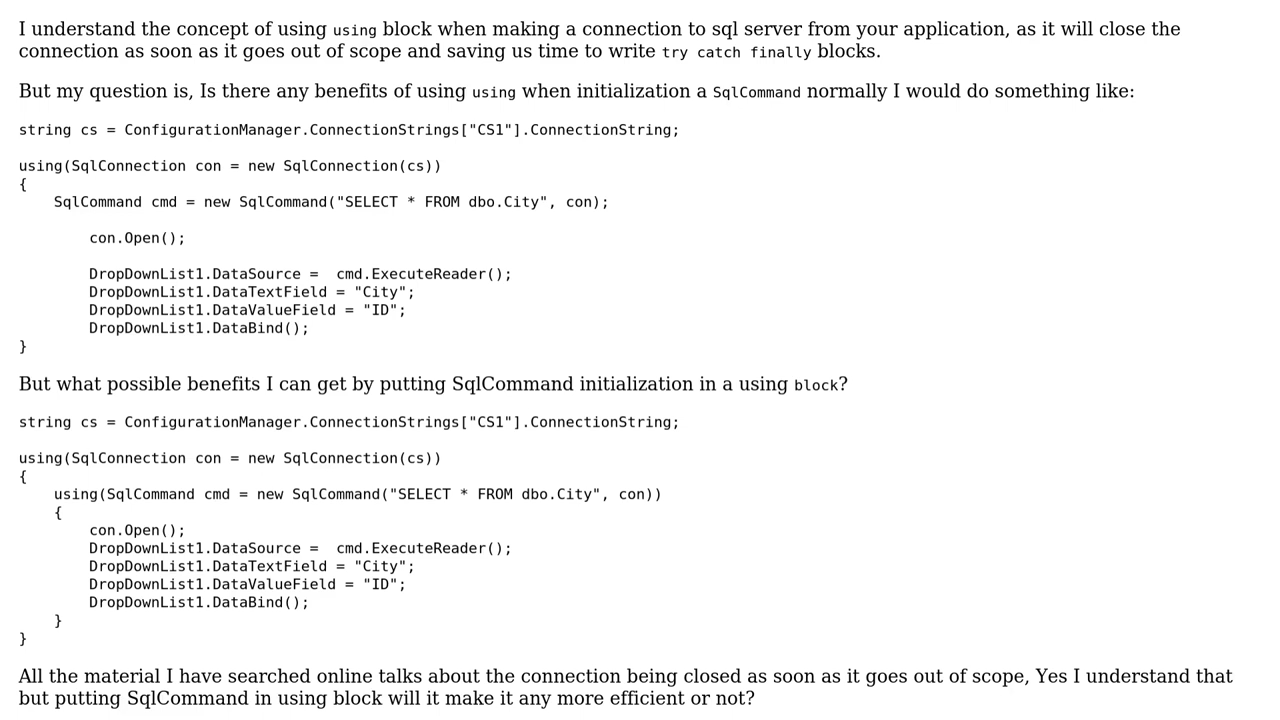 I understand the concept of using using block when making a connection to sql server from your application, as it will close the
connection as soon as it goes out of scope and saving us time to write try catch finally blocks.
But my question is, Is there any benefits of using using when initialization a SqlCommand normally I would do something like:
string cs = ConfigurationManager.ConnectionStrings["CS1"].ConnectionString;
using(SqlConnection con = new SqlConnection(cs))
{
    SqlCommand cmd = new SqlCommand("SELECT * FROM dbo.City", con);
        con.Open();
        DropDownList1.DataSource =  cmd.ExecuteReader();
        DropDownList1.DataTextField = "City";
        DropDownList1.DataValueField = "ID";
        DropDownList1.DataBind();
}
But what possible benefits I can get by putting SqlCommand initialization in a using block?
string cs = ConfigurationManager.ConnectionStrings["CS1"].ConnectionString;
using(SqlConnection con = new SqlConnection(cs))
{
    using(SqlCommand cmd = new SqlCommand("SELECT * FROM dbo.City", con))
    {
        con.Open();
        DropDownList1.DataSource =  cmd.ExecuteReader();
        DropDownList1.DataTextField = "City";
        DropDownList1.DataValueField = "ID";
        DropDownList1.DataBind();
    }
}
All the material I have searched online talks about the connection being closed as soon as it goes out of scope, Yes I understand that
but putting SqlCommand in using block will it make it any more efficient or not?